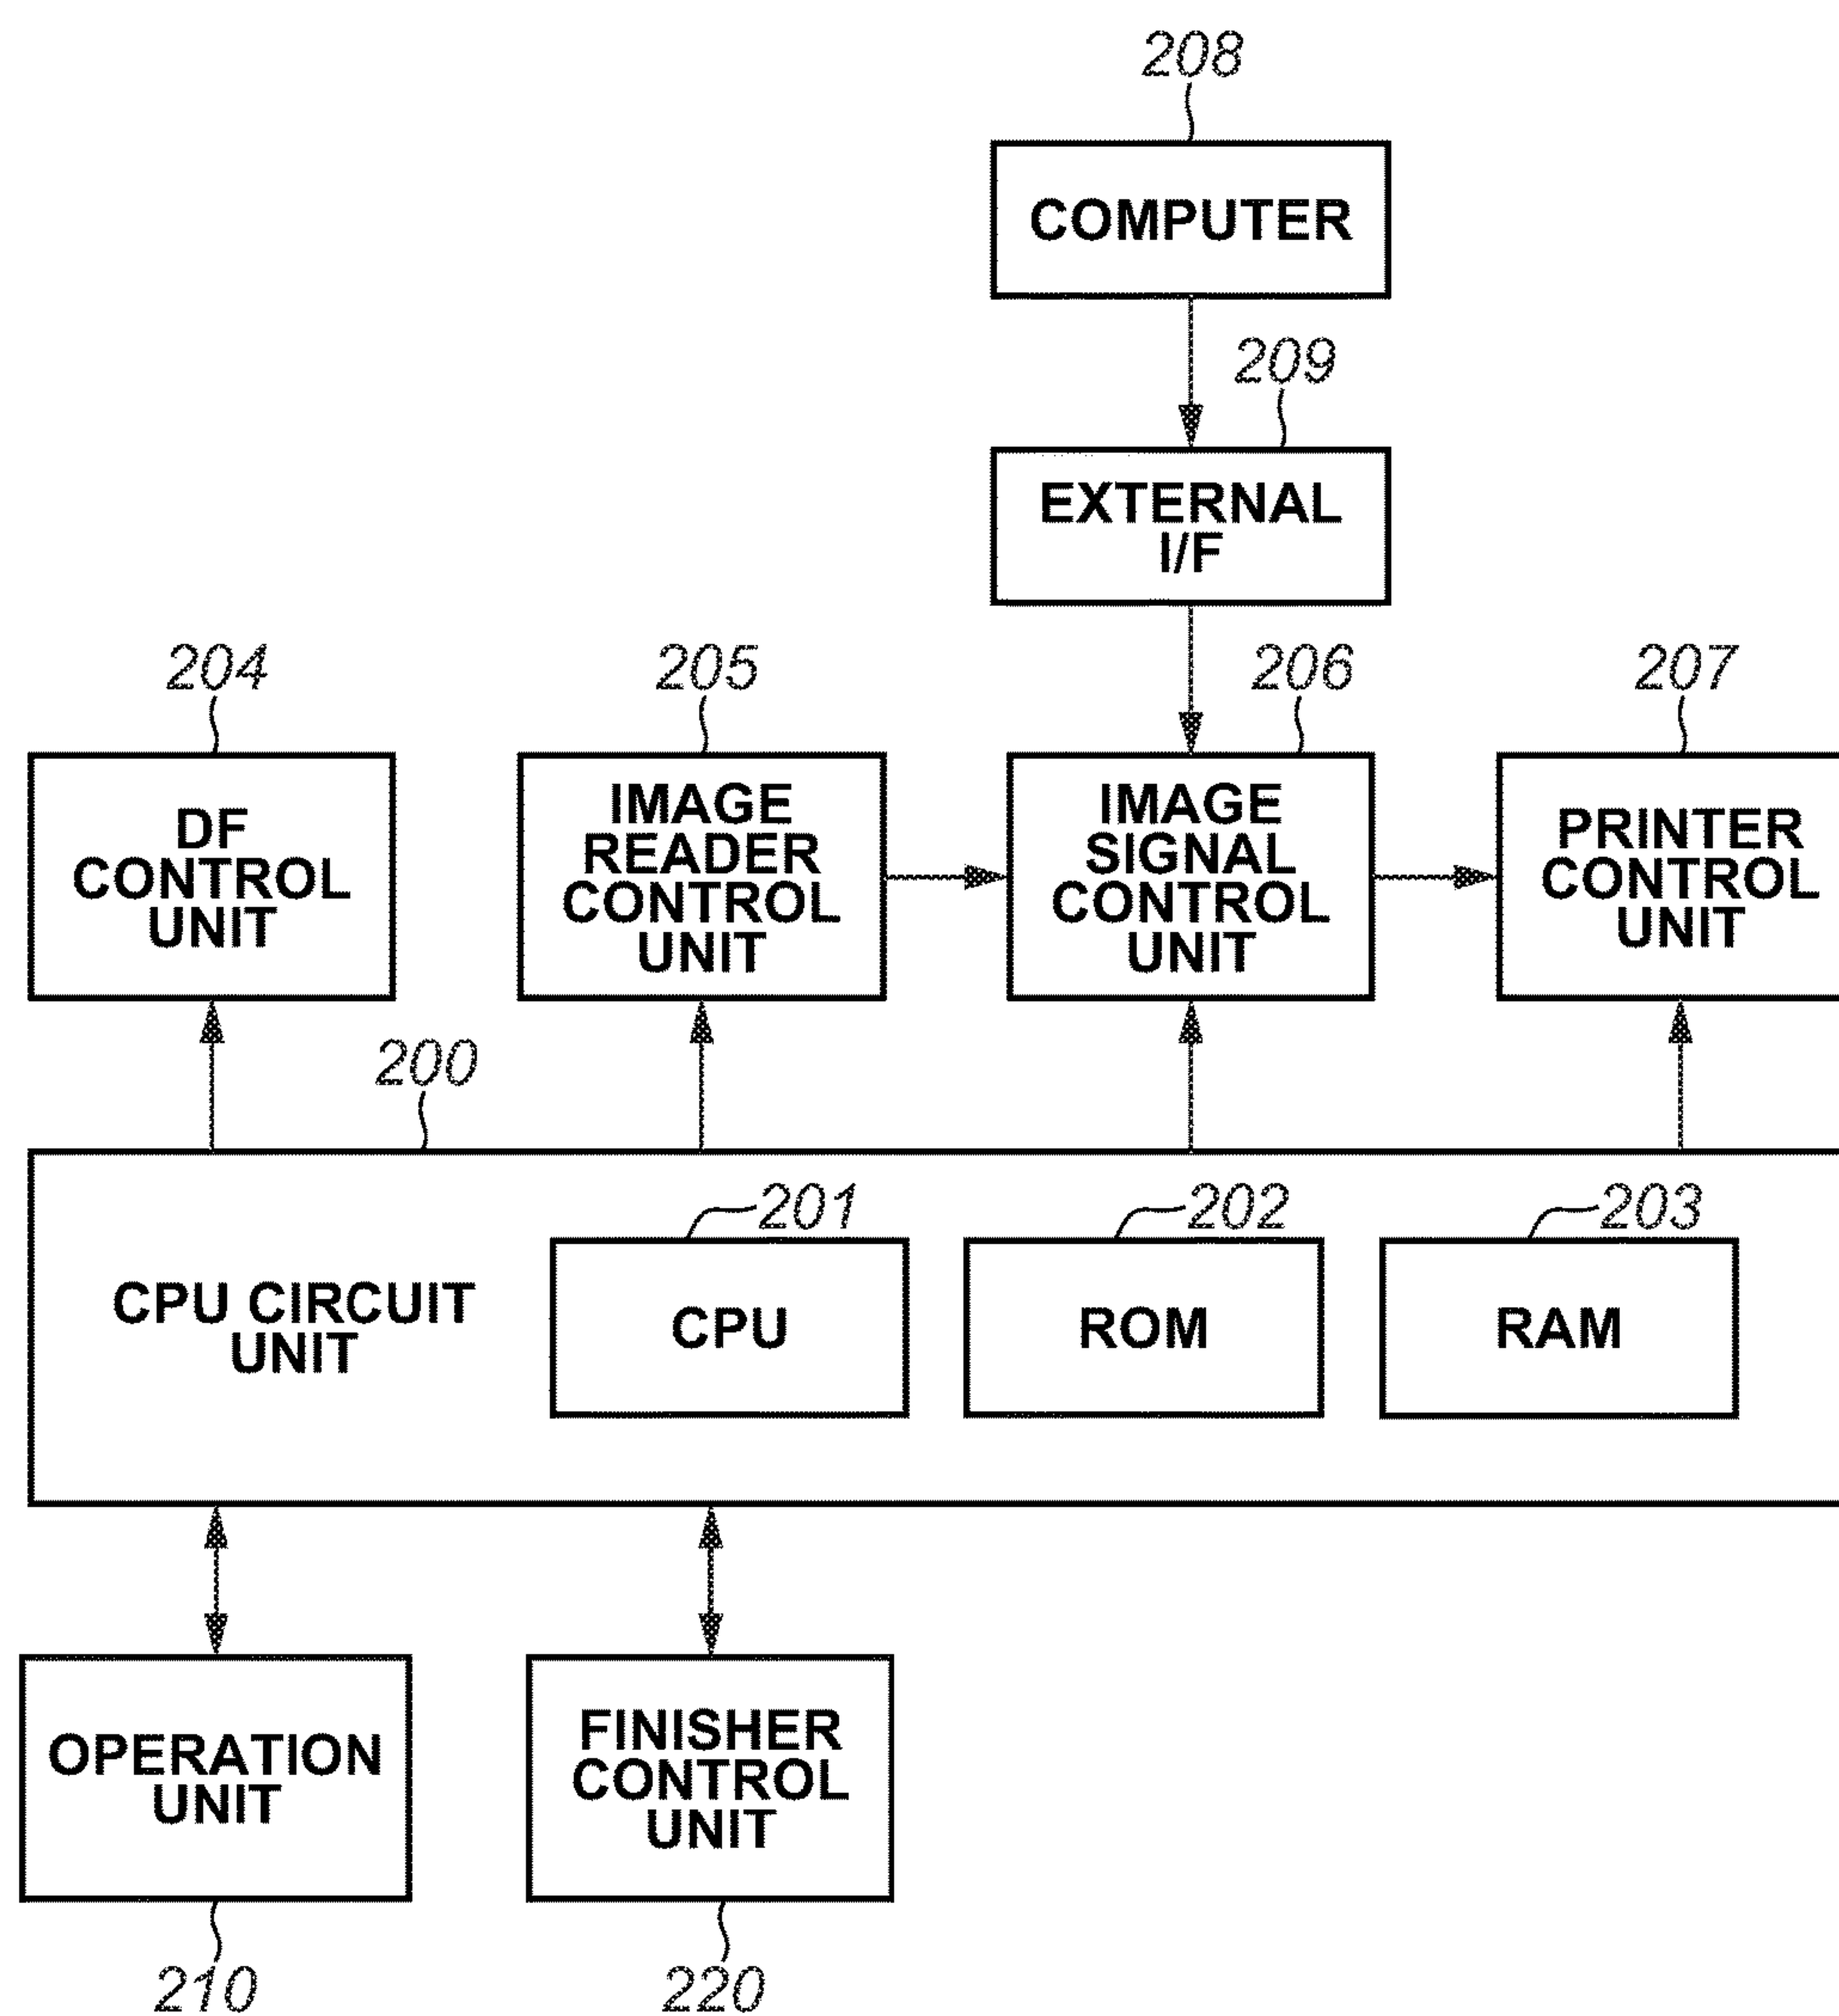 208
COMPUTER
209
EXTERNAL
I/F
204
205
206
207
DF
CONTROL
UNIT
IMAGE
READER
CONTROL
UNIT
IMAGE
SIGNAL
CONTROL
UNIT
PRINTER
CONTROL
UNIT
200
201
202
203
CPU CIRCUIT
UNIT
CPU
ROM
RAM
OPERATION
UNIT
FINISHER
CONTROL
UNIT
210
220